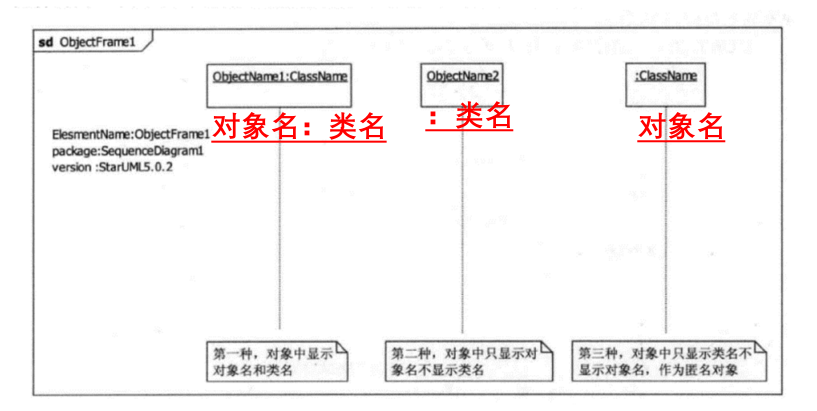 sd ObjectFrame1
ObjectName1:ClassName
ObjectName2
:ClassName
对象名：类名
：类名
对象名
ElesmentName:ObjectFrame1
package:SequenceDiagram1
version :StarUML5.0.2
第一种，对象中显示
对象名和类名
第二种，对象中只显示对
象名不显示类名
第三种，对象中只显示类名不
显示对象名，作为匿名对象